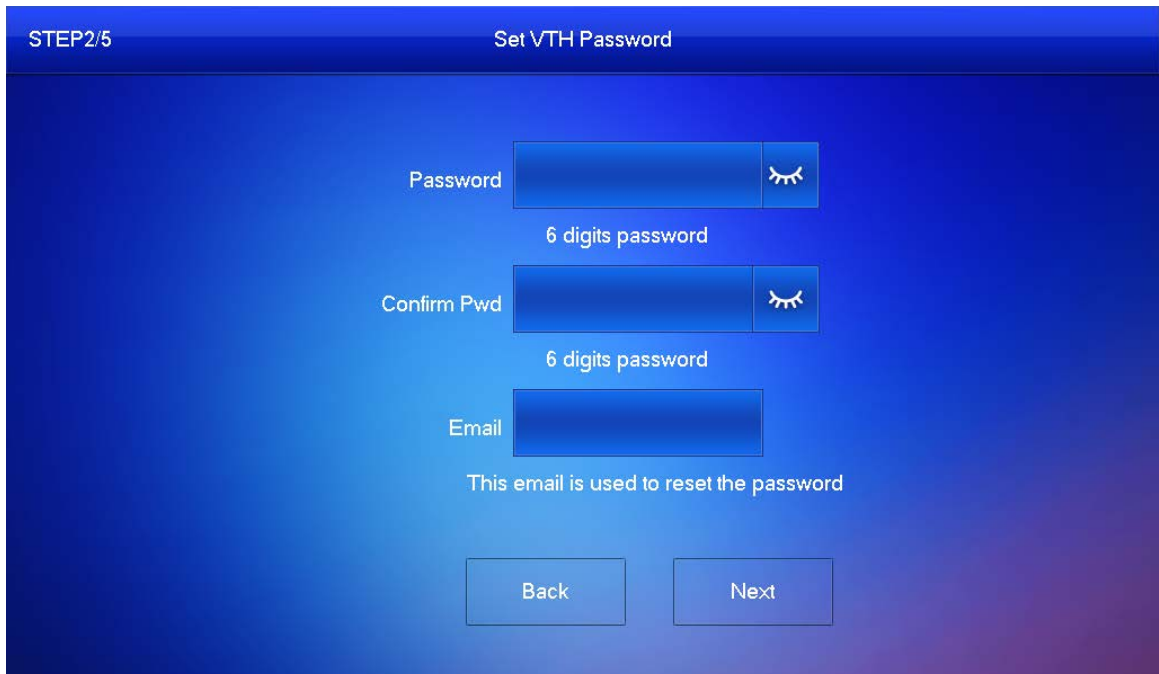 STEP2/5
Set VTH Password
Password
6 digits password
Confirm Pwd
6 digits password
Email
This email is used to reset the password
Back
Next